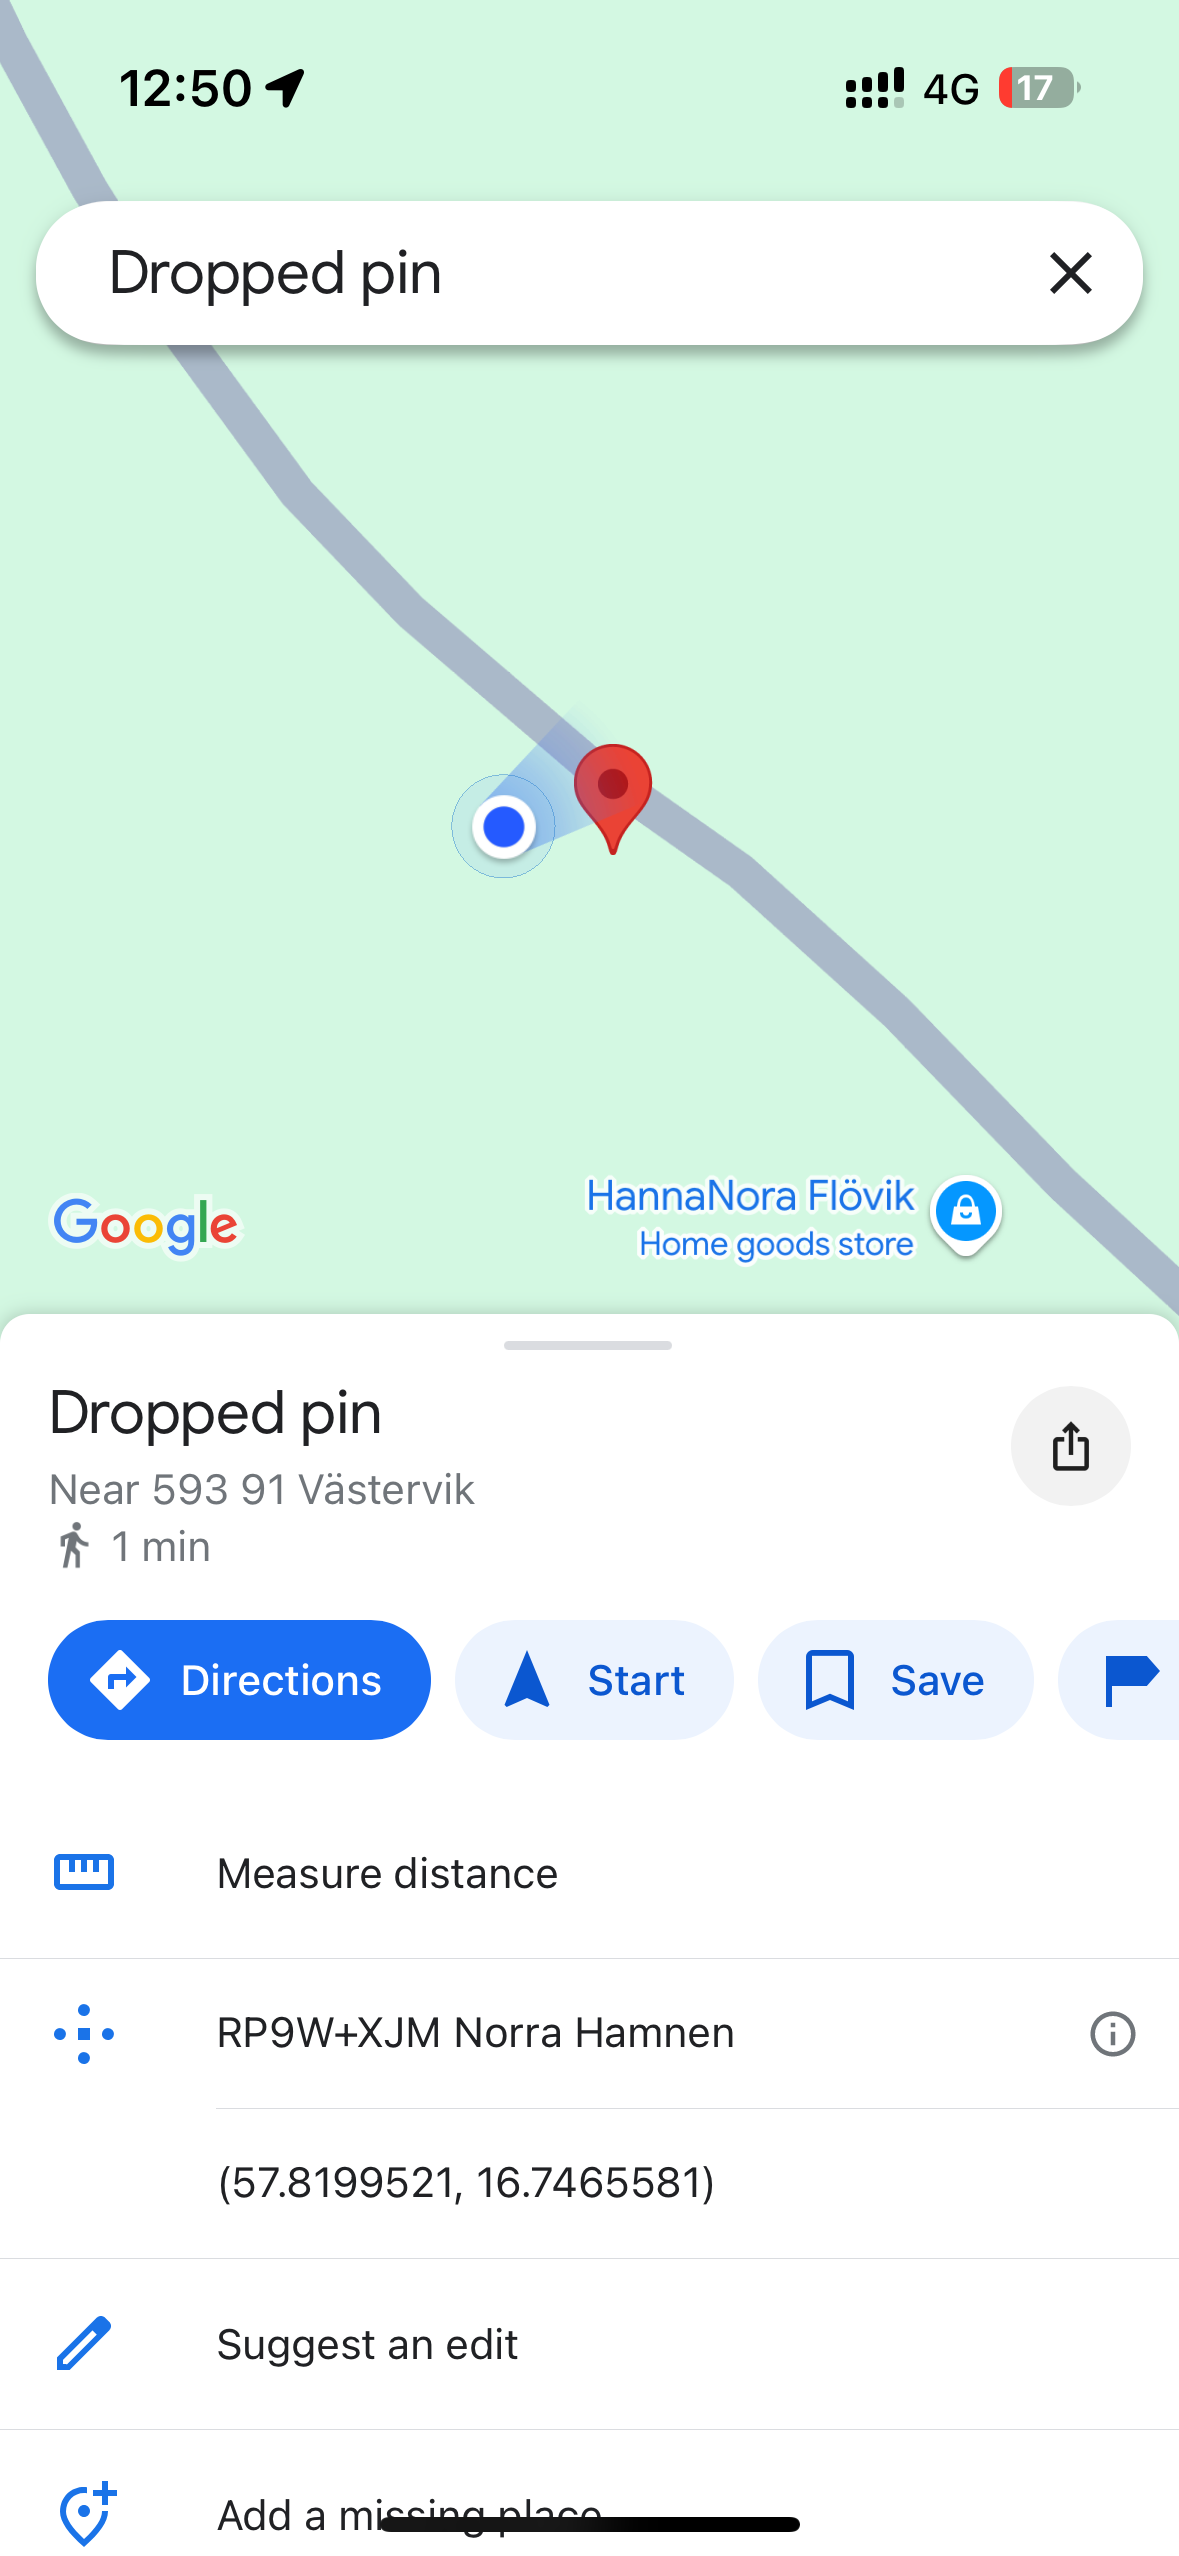 12:50
4G 17
Dropped pin
HannaNora Flövik
Home goods store
Google
Dropped pin
Near 593 91 Västervik
1 min
Directions
Start
Save
Measure distance
RP9W+XJM Norra Hamnen
(57.8199521, 16.7465581)
Suggest an edit
Add a missing place